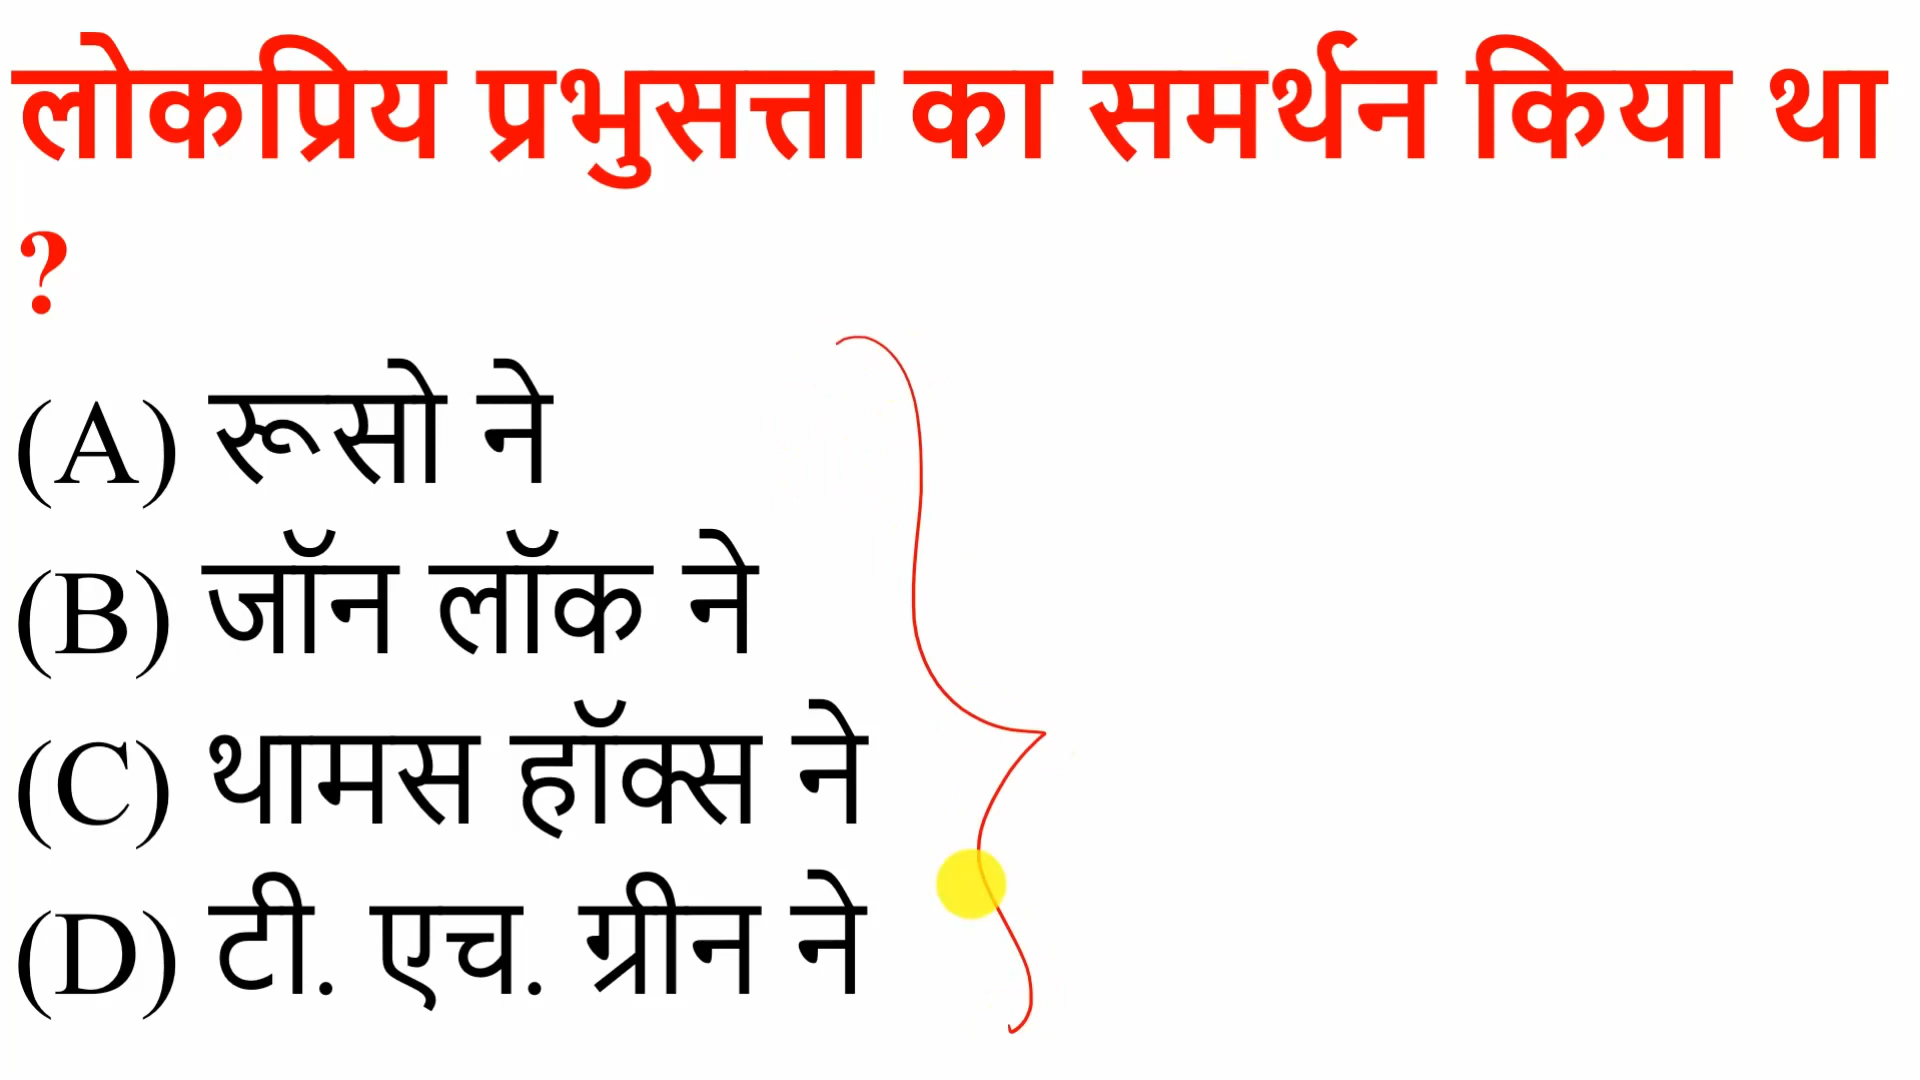 लोकप्रिय प्रभुसत्ता का समर्थन किया था
?
(A) रूसो ने
(B) जॉन लॉक ने
(C) थामस हॉक्स ने
(D) टी. एच. ग्रीन ने